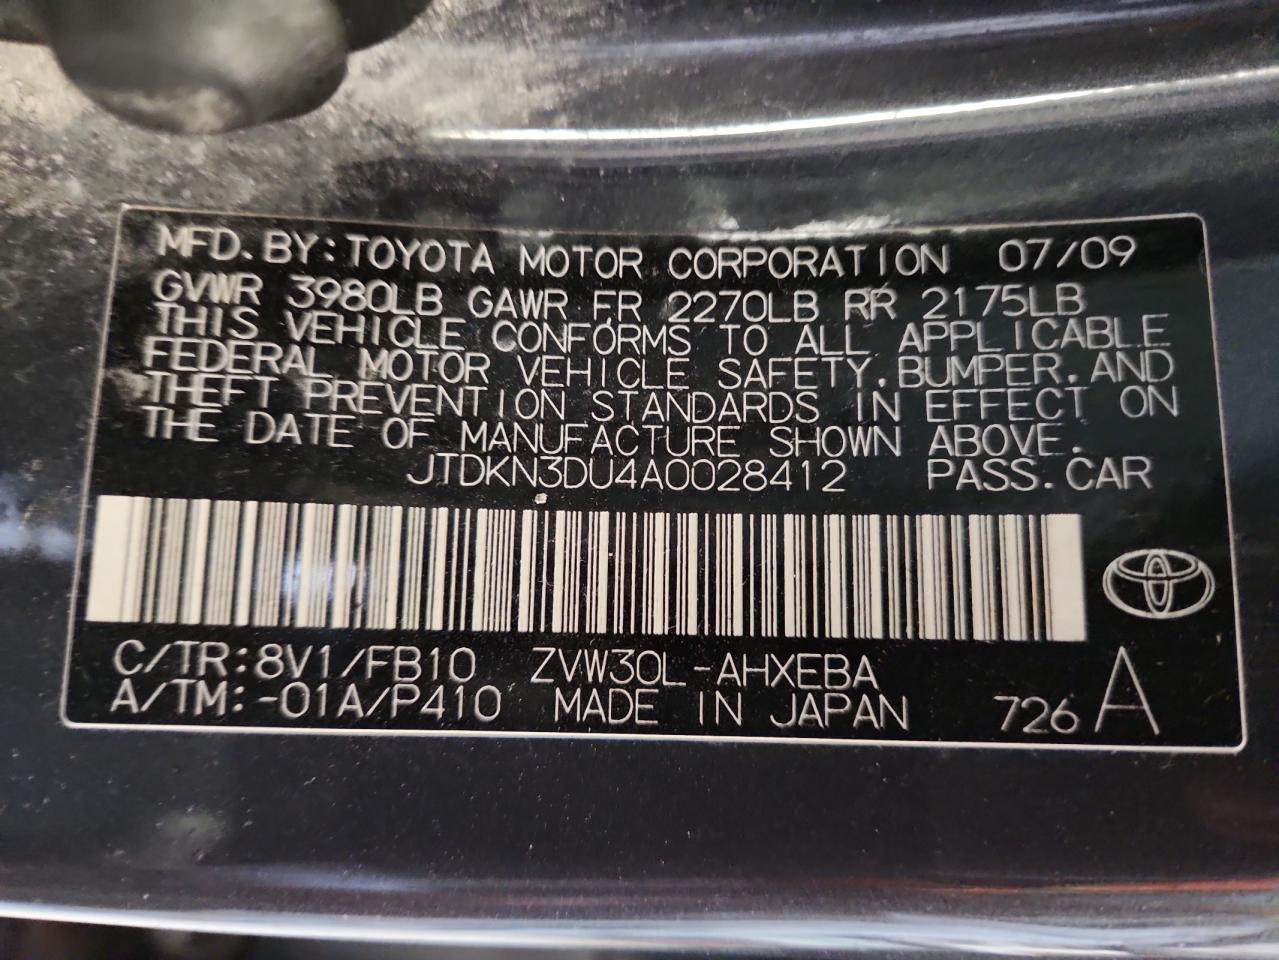 MFD. BY: TOYOTA MOTOR CORPORATION 07/09
GVWR 3980LB GAWR FR 2270LB RR 2175LB
THIS VEHICLE CONFORMS TO ALL APPLICABLE
FEDERAL MOTOR VEHICLE SAFETY, BUMPER, AND
THEFT PREVENTION STANDARDS IN EFFECT ON
THE DATE OF MANUFACTURE SHOWN ABOVE.
JTDKN3DU4A0028412 PASS. CAR
C/TR: 8V1/FB10 ZVW30L-AHXEBA
A/TM: -01A/P410 MADE IN JAPAN 726 A